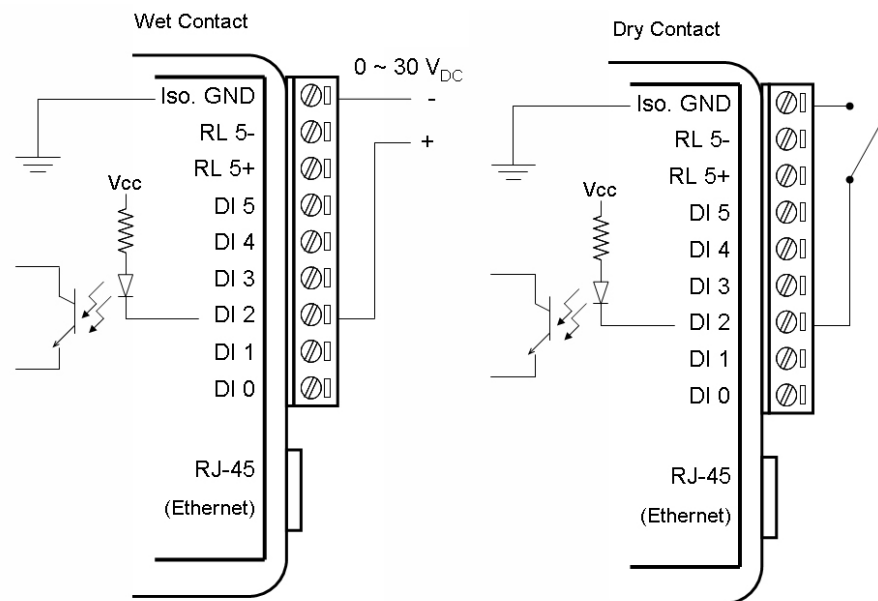 Wet Contact
0 ~ 30 VDC
Iso. GND
-
RL 5-
+
RL 5+
Vcc
DI 5
DI 4
DI 3
DI 2
DI 1
DI 0
RJ-45
(Ethernet)
Dry Contact
Iso. GND
RL 5-
RL 5+
Vcc
DI 5
DI 4
DI 3
DI 2
DI 1
DI 0
RJ-45
(Ethernet)